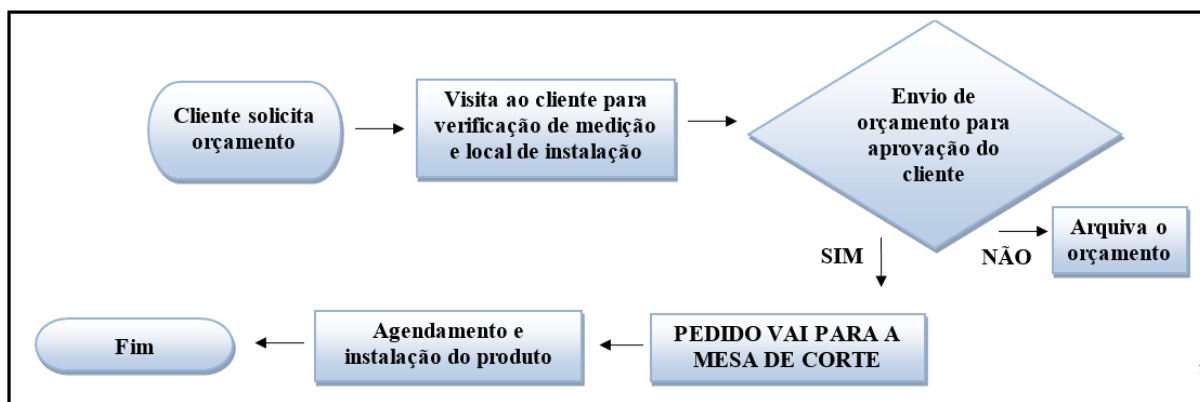 Cliente solicita
orçamento
Visita ao cliente para
verificação de medição
e local de instalação
Envio de
orçamento para
aprovação do
cliente
SIM
NÃO
Arquiva o
orçamento
PEDIDO VAI PARA A
MESA DE CORTE
Agendamento e
instalação do produto
Fim